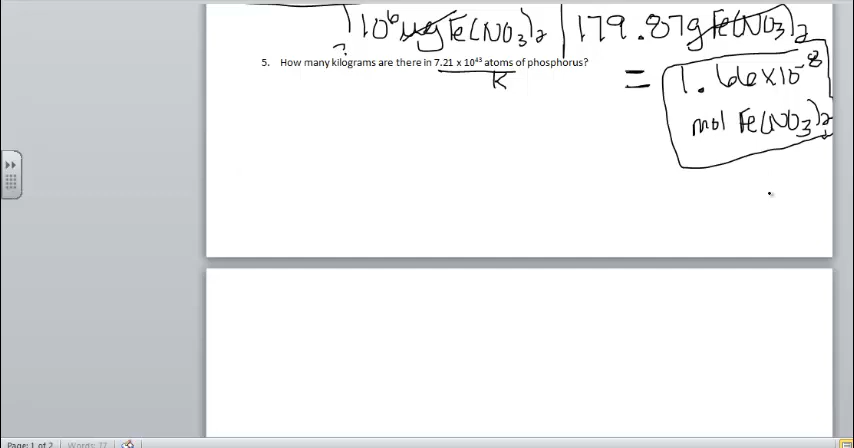 10⁶ µg Fe(NO₃)₂ | 179.87g Fe(NO₃)₂
?
5. How many kilograms are there in 7.21 x 10⁴³ atoms of phosphorus?
K
= 1.66x10⁻⁸
mol Fe(NO₃)₂
Page: 1 of 2 Words: 77